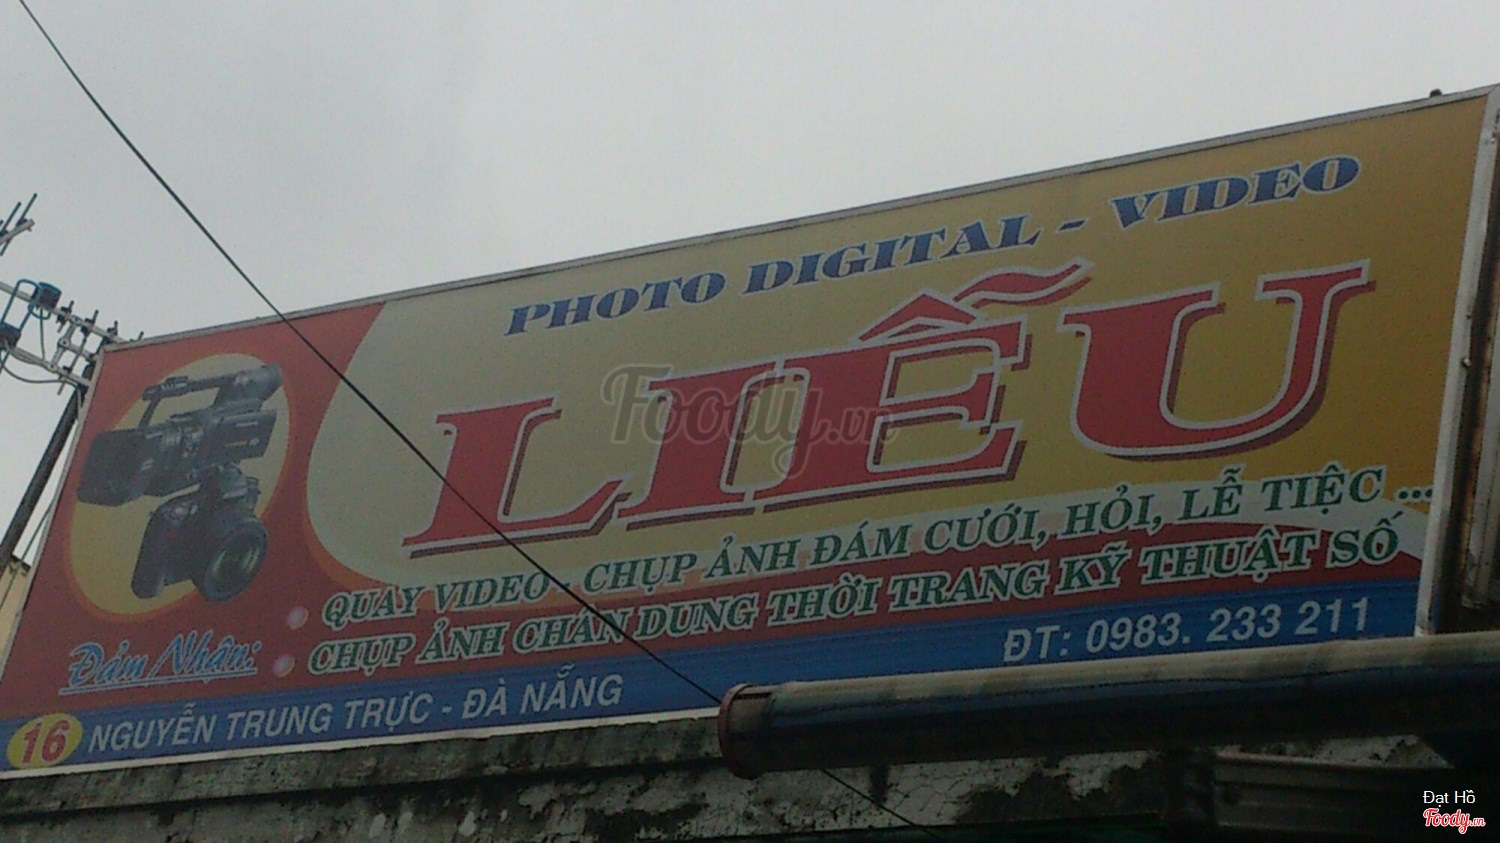 PHOTO DIGITAL - VIDEO
LIỄU
Đảm Nhận:
QUAY VIDEO - CHỤP ẢNH ĐÁM CƯỚI, HỎI, LỄ TIỆC...
CHỤP ẢNH CHÂN DUNG THỜI TRANG KỸ THUẬT SỐ
ĐT: 0983. 233 211
16 NGUYỄN TRUNG TRỰC - ĐÀ NẴNG
Foody.vn
Đạt Hồ
Foody.vn